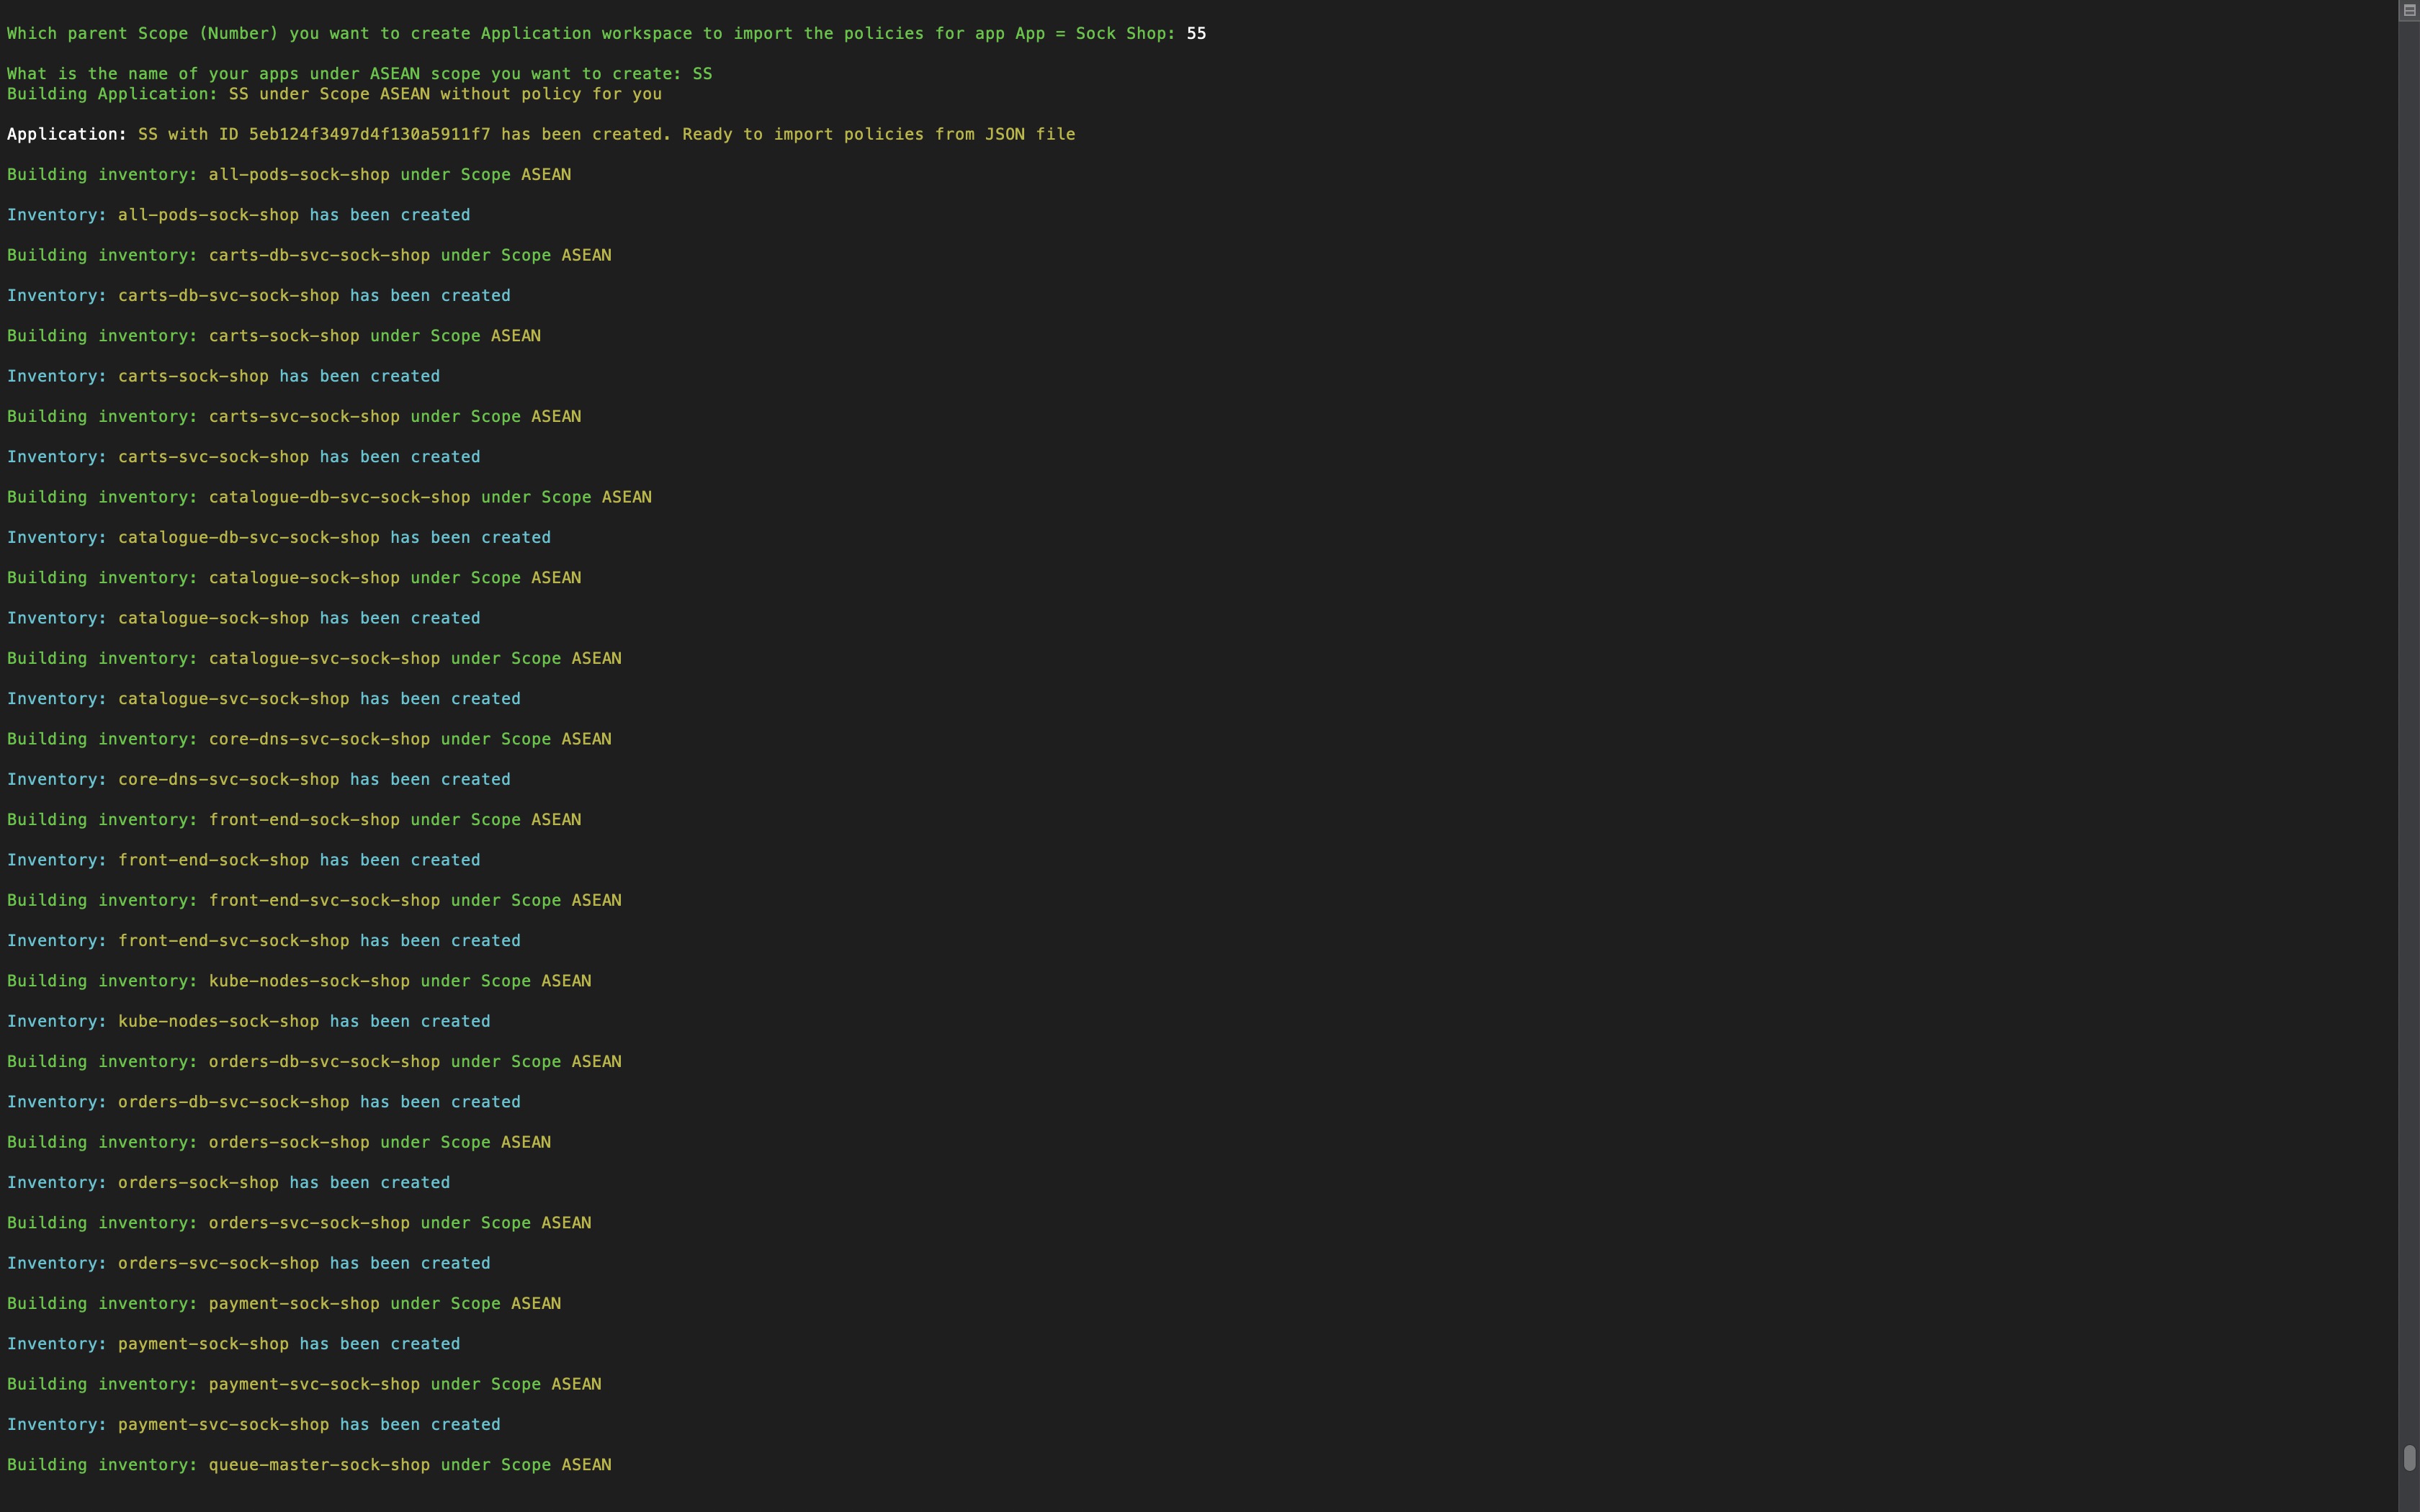 Which parent Scope (Number) you want to create Application workspace to import the policies for app App = Sock Shop: 55
What is the name of your apps under ASEAN scope you want to create: SS
Building Application: SS under Scope ASEAN without policy for you
Application: SS with ID 5eb124f3497d4f130a5911f7 has been created. Ready to import policies from JSON file
Building inventory: all-pods-sock-shop under Scope ASEAN
Inventory: all-pods-sock-shop has been created
Building inventory: carts-db-svc-sock-shop under Scope ASEAN
Inventory: carts-db-svc-sock-shop has been created
Building inventory: carts-sock-shop under Scope ASEAN
Inventory: carts-sock-shop has been created
Building inventory: carts-svc-sock-shop under Scope ASEAN
Inventory: carts-svc-sock-shop has been created
Building inventory: catalogue-db-svc-sock-shop under Scope ASEAN
Inventory: catalogue-db-svc-sock-shop has been created
Building inventory: catalogue-sock-shop under Scope ASEAN
Inventory: catalogue-sock-shop has been created
Building inventory: catalogue-svc-sock-shop under Scope ASEAN
Inventory: catalogue-svc-sock-shop has been created
Building inventory: core-dns-svc-sock-shop under Scope ASEAN
Inventory: core-dns-svc-sock-shop has been created
Building inventory: front-end-sock-shop under Scope ASEAN
Inventory: front-end-sock-shop has been created
Building inventory: front-end-svc-sock-shop under Scope ASEAN
Inventory: front-end-svc-sock-shop has been created
Building inventory: kube-nodes-sock-shop under Scope ASEAN
Inventory: kube-nodes-sock-shop has been created
Building inventory: orders-db-svc-sock-shop under Scope ASEAN
Inventory: orders-db-svc-sock-shop has been created
Building inventory: orders-sock-shop under Scope ASEAN
Inventory: orders-sock-shop has been created
Building inventory: orders-svc-sock-shop under Scope ASEAN
Inventory: orders-svc-sock-shop has been created
Building inventory: payment-sock-shop under Scope ASEAN
Inventory: payment-sock-shop has been created
Building inventory: payment-svc-sock-shop under Scope ASEAN
Inventory: payment-svc-sock-shop has been created
Building inventory: queue-master-sock-shop under Scope ASEAN